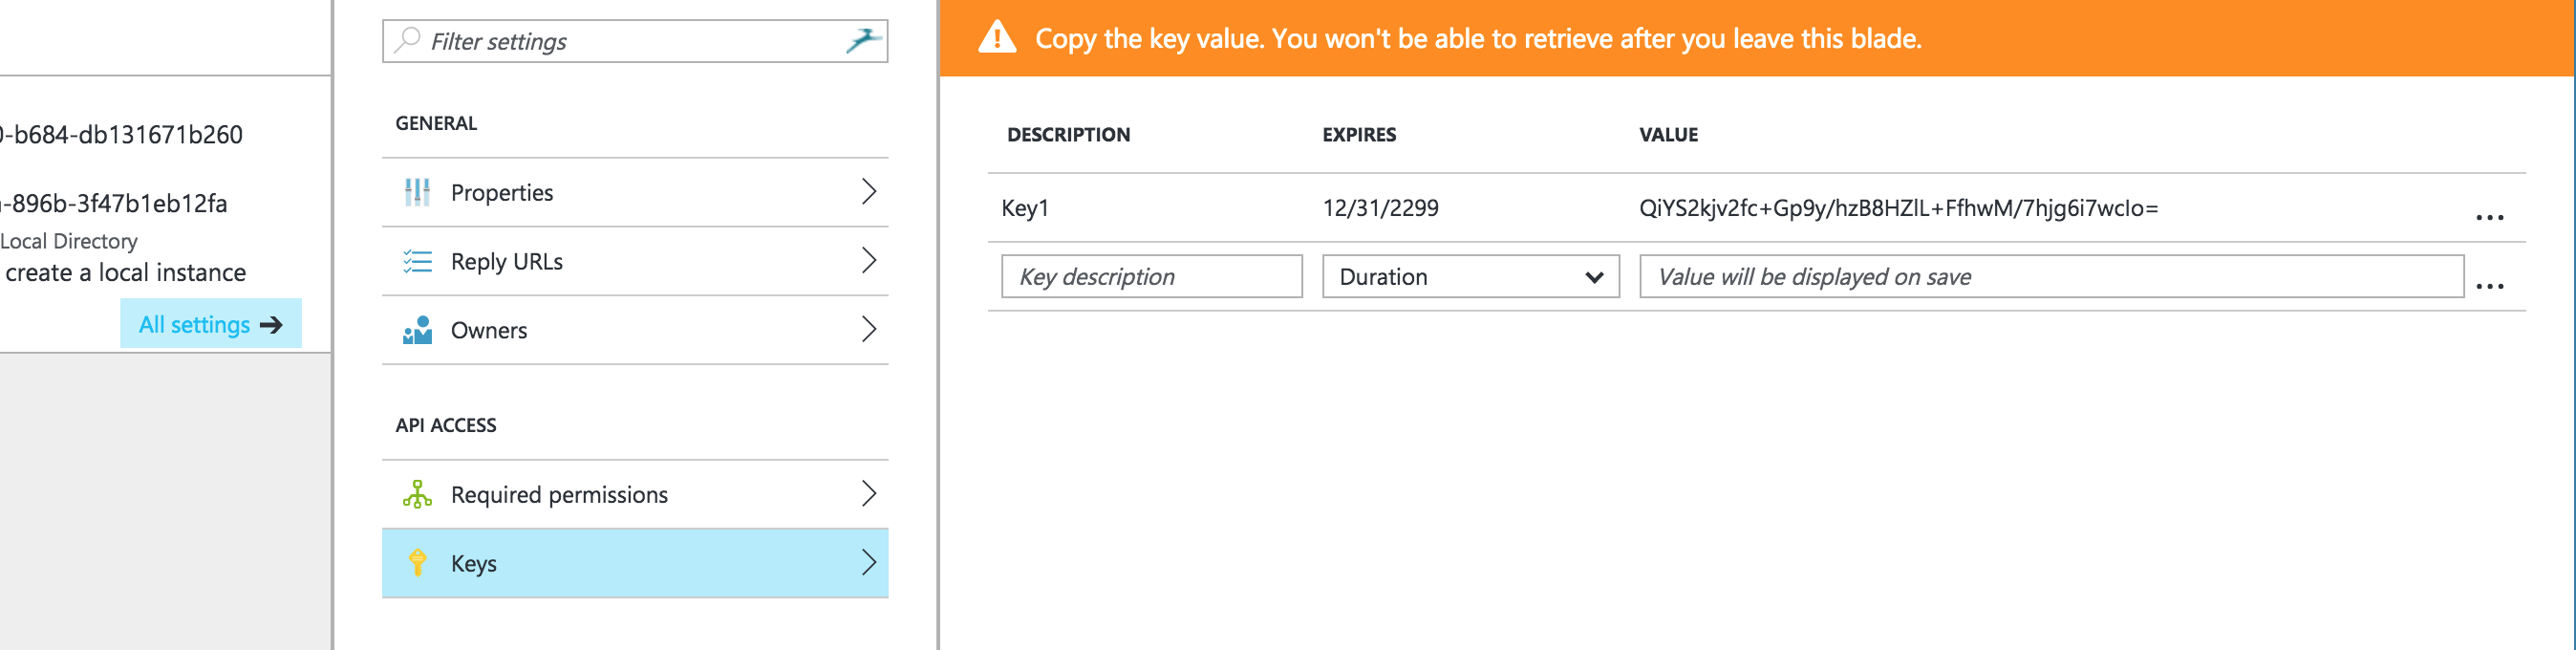 0-b684-db131671b260
-896b-3f47b1eb12fa
Local Directory
create a local instance
All settings
Filter settings
GENERAL
Properties
Reply URLs
Owners
API ACCESS
Required permissions
Keys
Copy the key value. You won't be able to retrieve after you leave this blade.
DESCRIPTION EXPIRES VALUE
Key1 12/31/2299 QiYS2kjv2fc+Gp9y/hzB8HZlL+FfhwM/7hjg6i7wcIo= ...
Key description Duration Value will be displayed on save ...